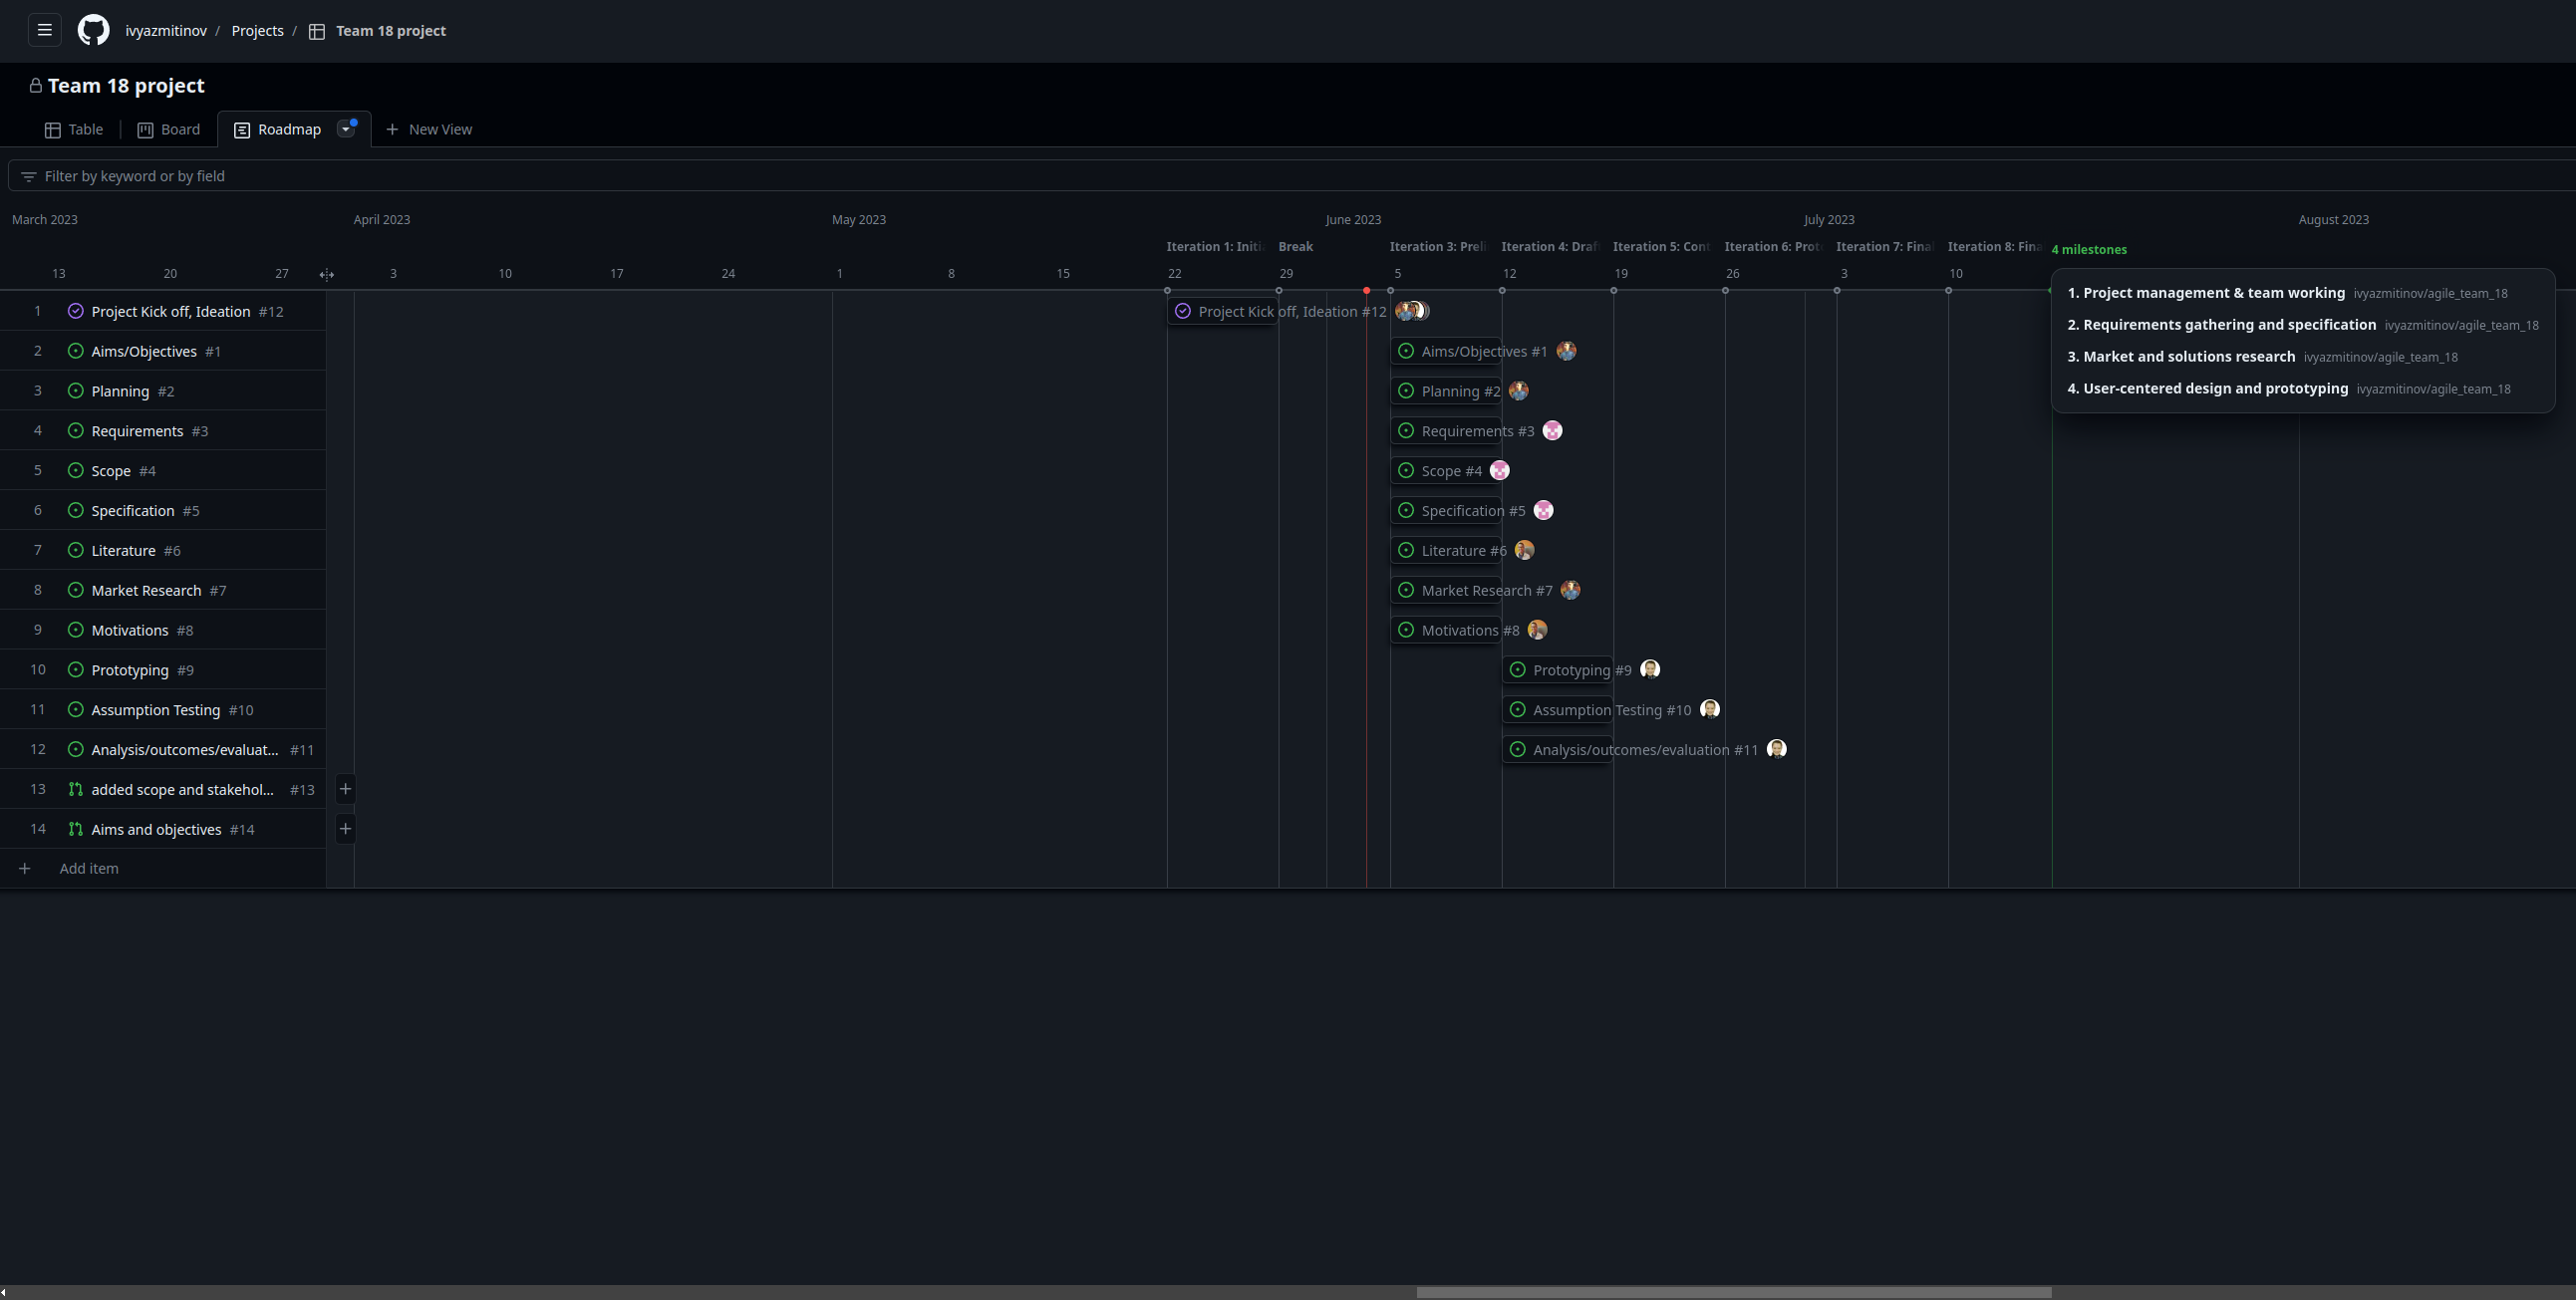 ivyazmitinov / Projects / Team 18 project
Team 18 project
Table Board Roadmap New View
Filter by keyword or by field
March 2023 April 2023 May 2023 June 2023 July 2023 August 2023
Iteration 1: Initi Break Iteration 3: Preli Iteration 4: Draf Iteration 5: Cont Iteration 6: Prot Iteration 7: Fina Iteration 8: Fina 4 milestones
13 20 27 3 10 17 24 1 8 15 22 29 5 12 19 26 3 10
1. Project management & team working ivyazmitinov/agile_team_18
2. Requirements gathering and specification ivyazmitinov/agile_team_18
3. Market and solutions research ivyazmitinov/agile_team_18
4. User-centered design and prototyping ivyazmitinov/agile_team_18
1 Project Kick off, Ideation #12 Project Kick off, Ideation #12
2 Aims/Objectives #1 Aims/Objectives #1
3 Planning #2 Planning #2
4 Requirements #3 Requirements #3
5 Scope #4 Scope #4
6 Specification #5 Specification #5
7 Literature #6 Literature #6
8 Market Research #7 Market Research #7
9 Motivations #8 Motivations #8
10 Prototyping #9 Prototyping #9
11 Assumption Testing #10 Assumption Testing #10
12 Analysis/outcomes/evaluat... #11 Analysis/outcomes/evaluation #11
13 added scope and stakehol... #13
14 Aims and objectives #14
Add item